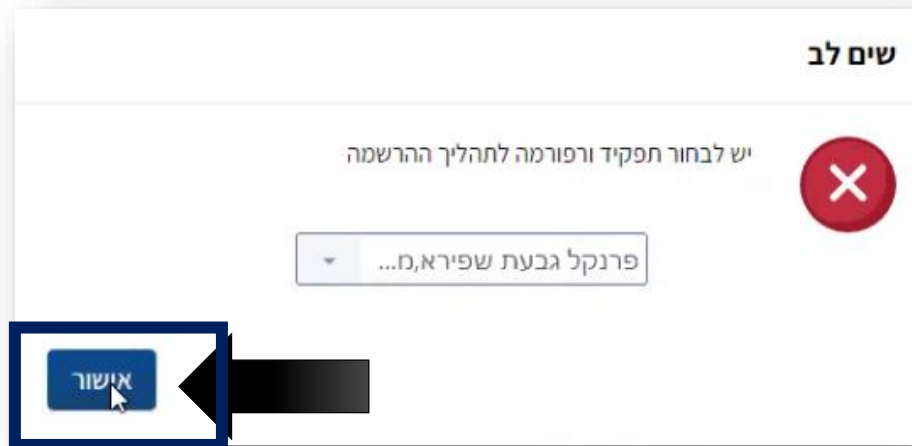 שים לב
יש לבחור תפקיד ורפורמה לתהליך ההרשמה
פרנקל גבעת שפירא,מ...
אישור